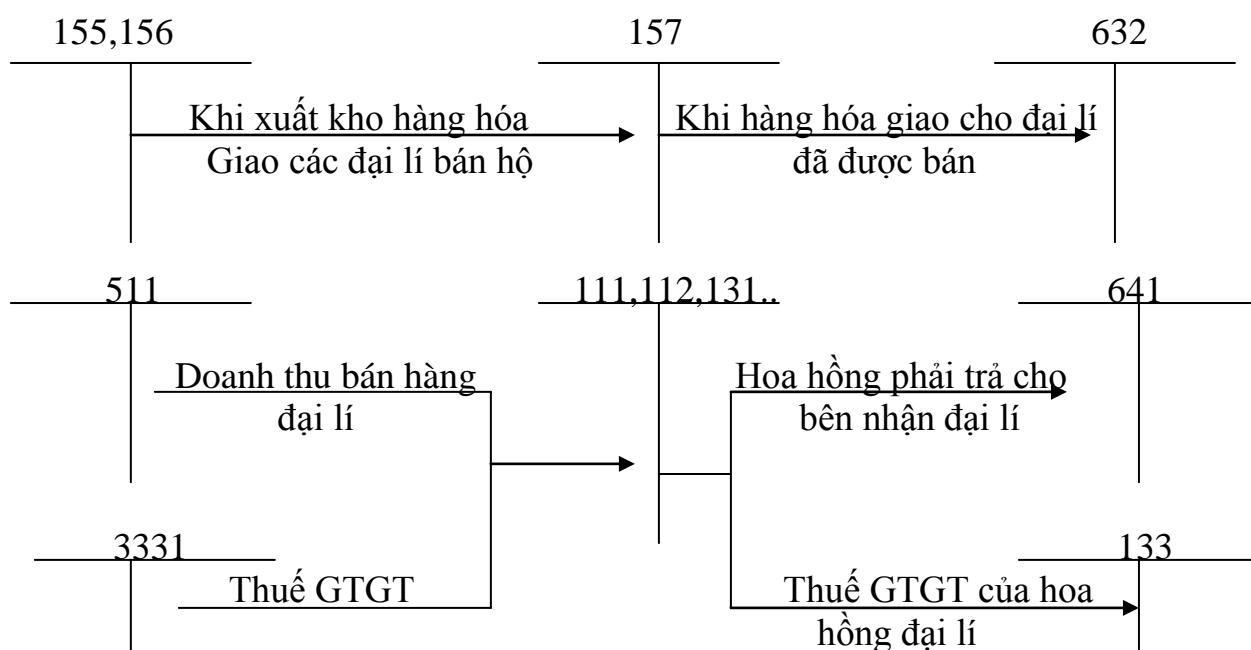 155,156
157
632
Khi xuất kho hàng hóa
Giao các đại lí bán hộ
Khi hàng hóa giao cho đại lí
đã được bán
511
111,112,131..
641
Doanh thu bán hàng
đại lí
Hoa hồng phải trả cho
bên nhận đại lí
3331
133
Thuế GTGT
Thuế GTGT của hoa
hồng đại lí